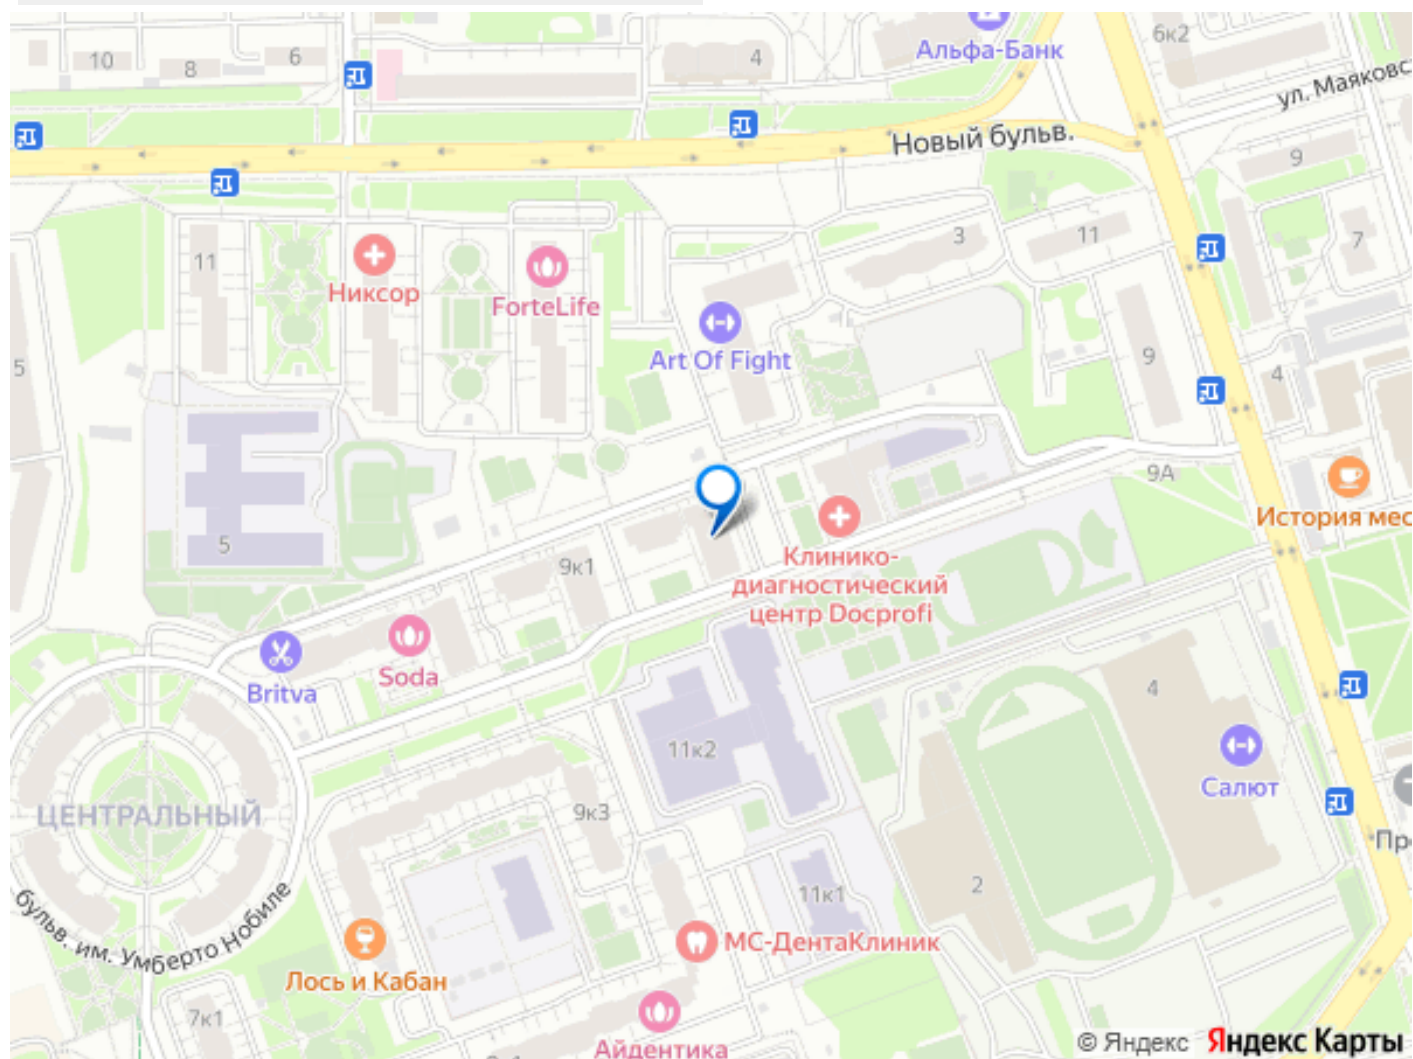 Альфа-Банк
6к2
10
8
6
4
ул. Маяковс
Новый бульв.
9
11
3
11
7
Никсор
ForteLife
Art Of Fight
5
9
4
9А
История мес
5
9к1
Клинико-
диагностический
центр Docprofi
Soda
Britva
4
11к2
Салют
ЦЕНТРАЛЬНЫЙ
9к3
Пр
бульв. им. Умберто Нобиле
2
11к1
МС-ДентаКлиник
Лось и Кабан
7к1
Айдентика
© Яндекс Яндекс Карты